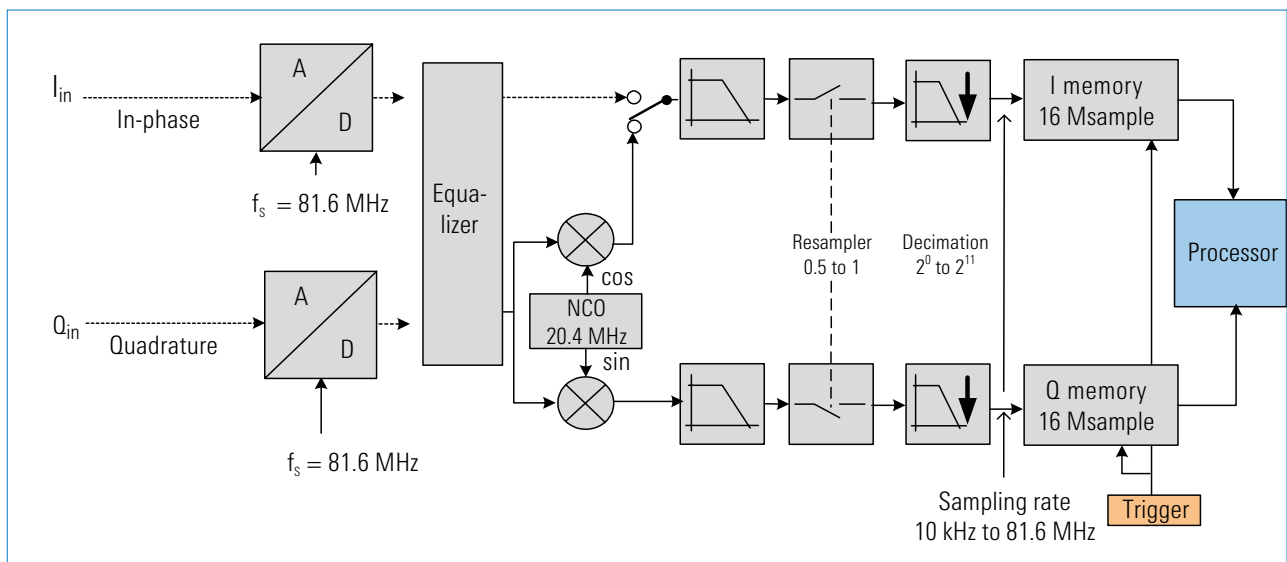 I_in
In-phase
A
D
f_s = 81.6 MHz
Q_in
Quadrature
A
D
f_s = 81.6 MHz
Equa-
lizer
cos
NCO
20.4 MHz
sin
Resampler
0.5 to 1
Decimation
2^0 to 2^11
I memory
16 Msample
Processor
Q memory
16 Msample
Sampling rate
10 kHz to 81.6 MHz
Trigger